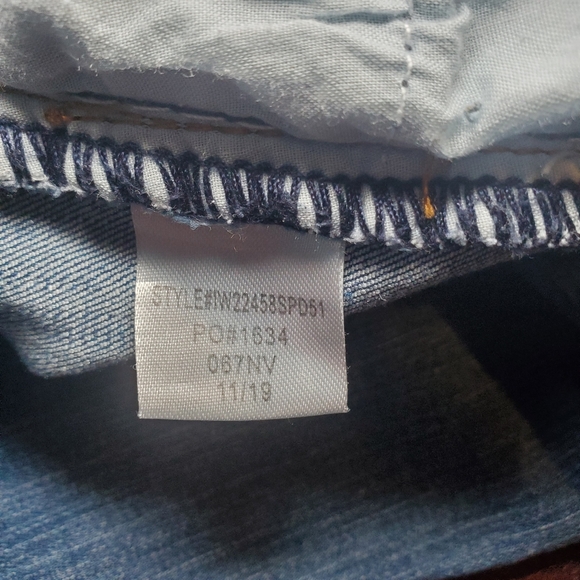 STYLE#IW22458SPD51
PO#1634
067NV
11/19